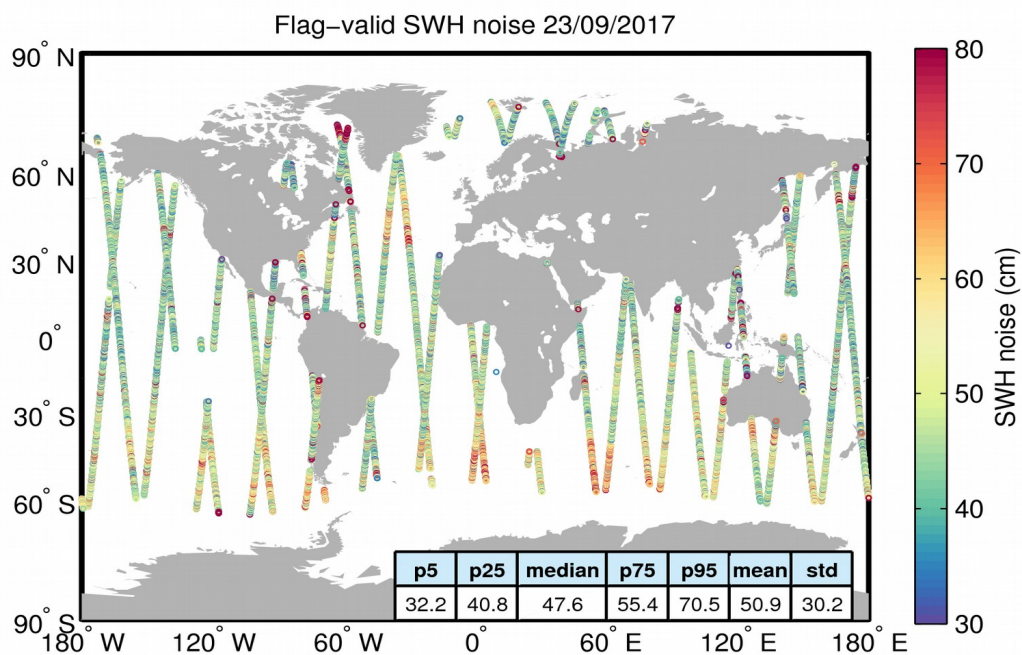 Flag−valid SWH noise 23/09/2017
90° N
60° N
30° N
0°
30° S
60° S
90° S
180° W
120° W
60° W
0°
60° E
120° E
180° E
p5 p25 median p75 p95 mean std
32.2 40.8 47.6 55.4 70.5 50.9 30.2
80
70
60
50
40
30
SWH noise (cm)